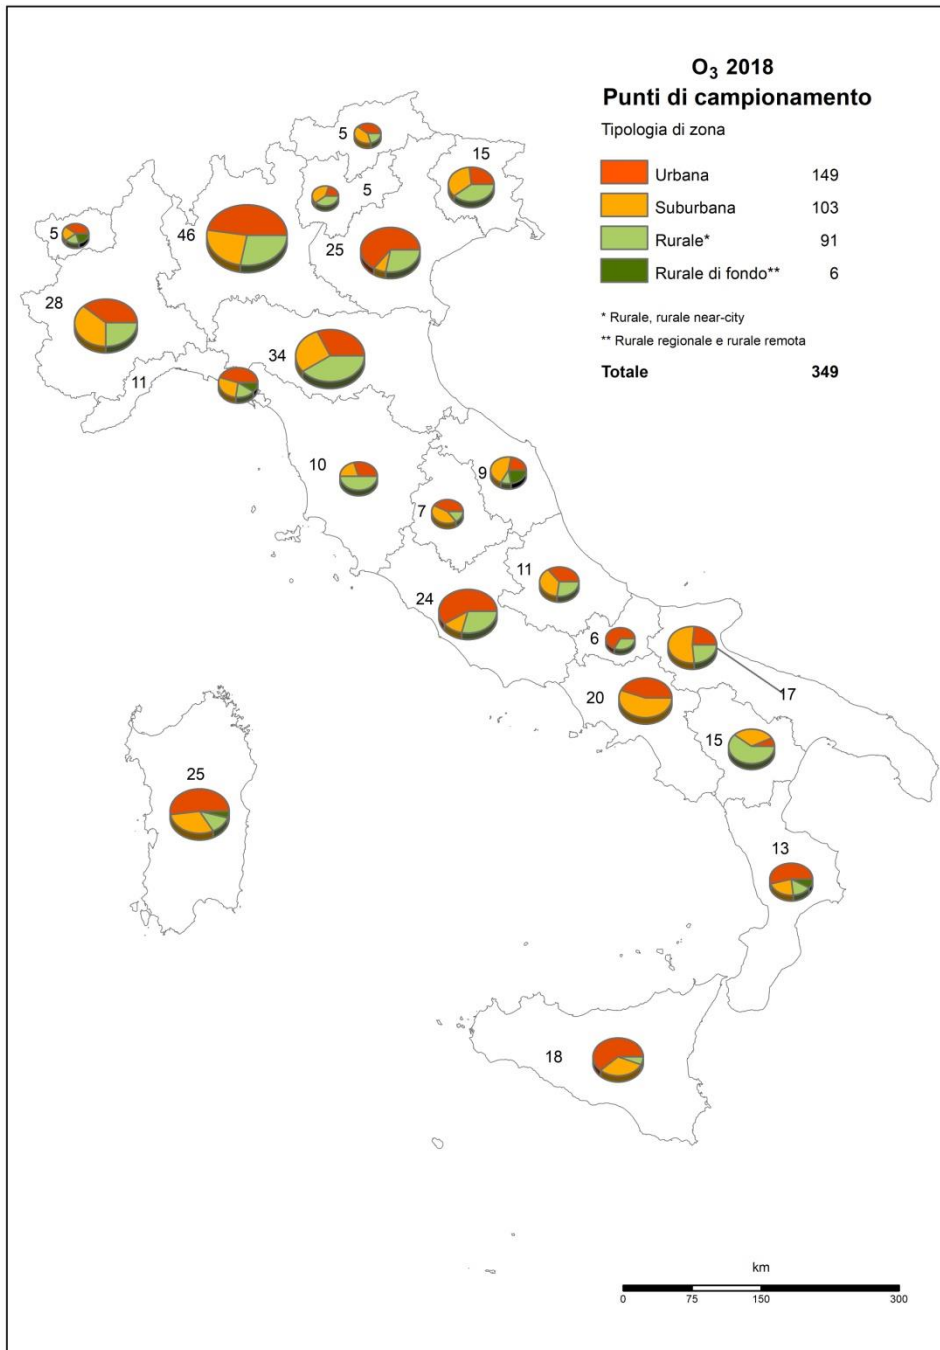 O3 2018
Punti di campionamento
Tipologia di zona
Urbana 149
Suburbana 103
Rurale* 91
Rurale di fondo** 6
* Rurale, rurale near-city
** Rurale regionale e rurale remota
Totale 349
5
15
5
5
46
25
28
34
11
10
9
7
11
24
6
17
20
15
25
13
18
km
0 75 150 300